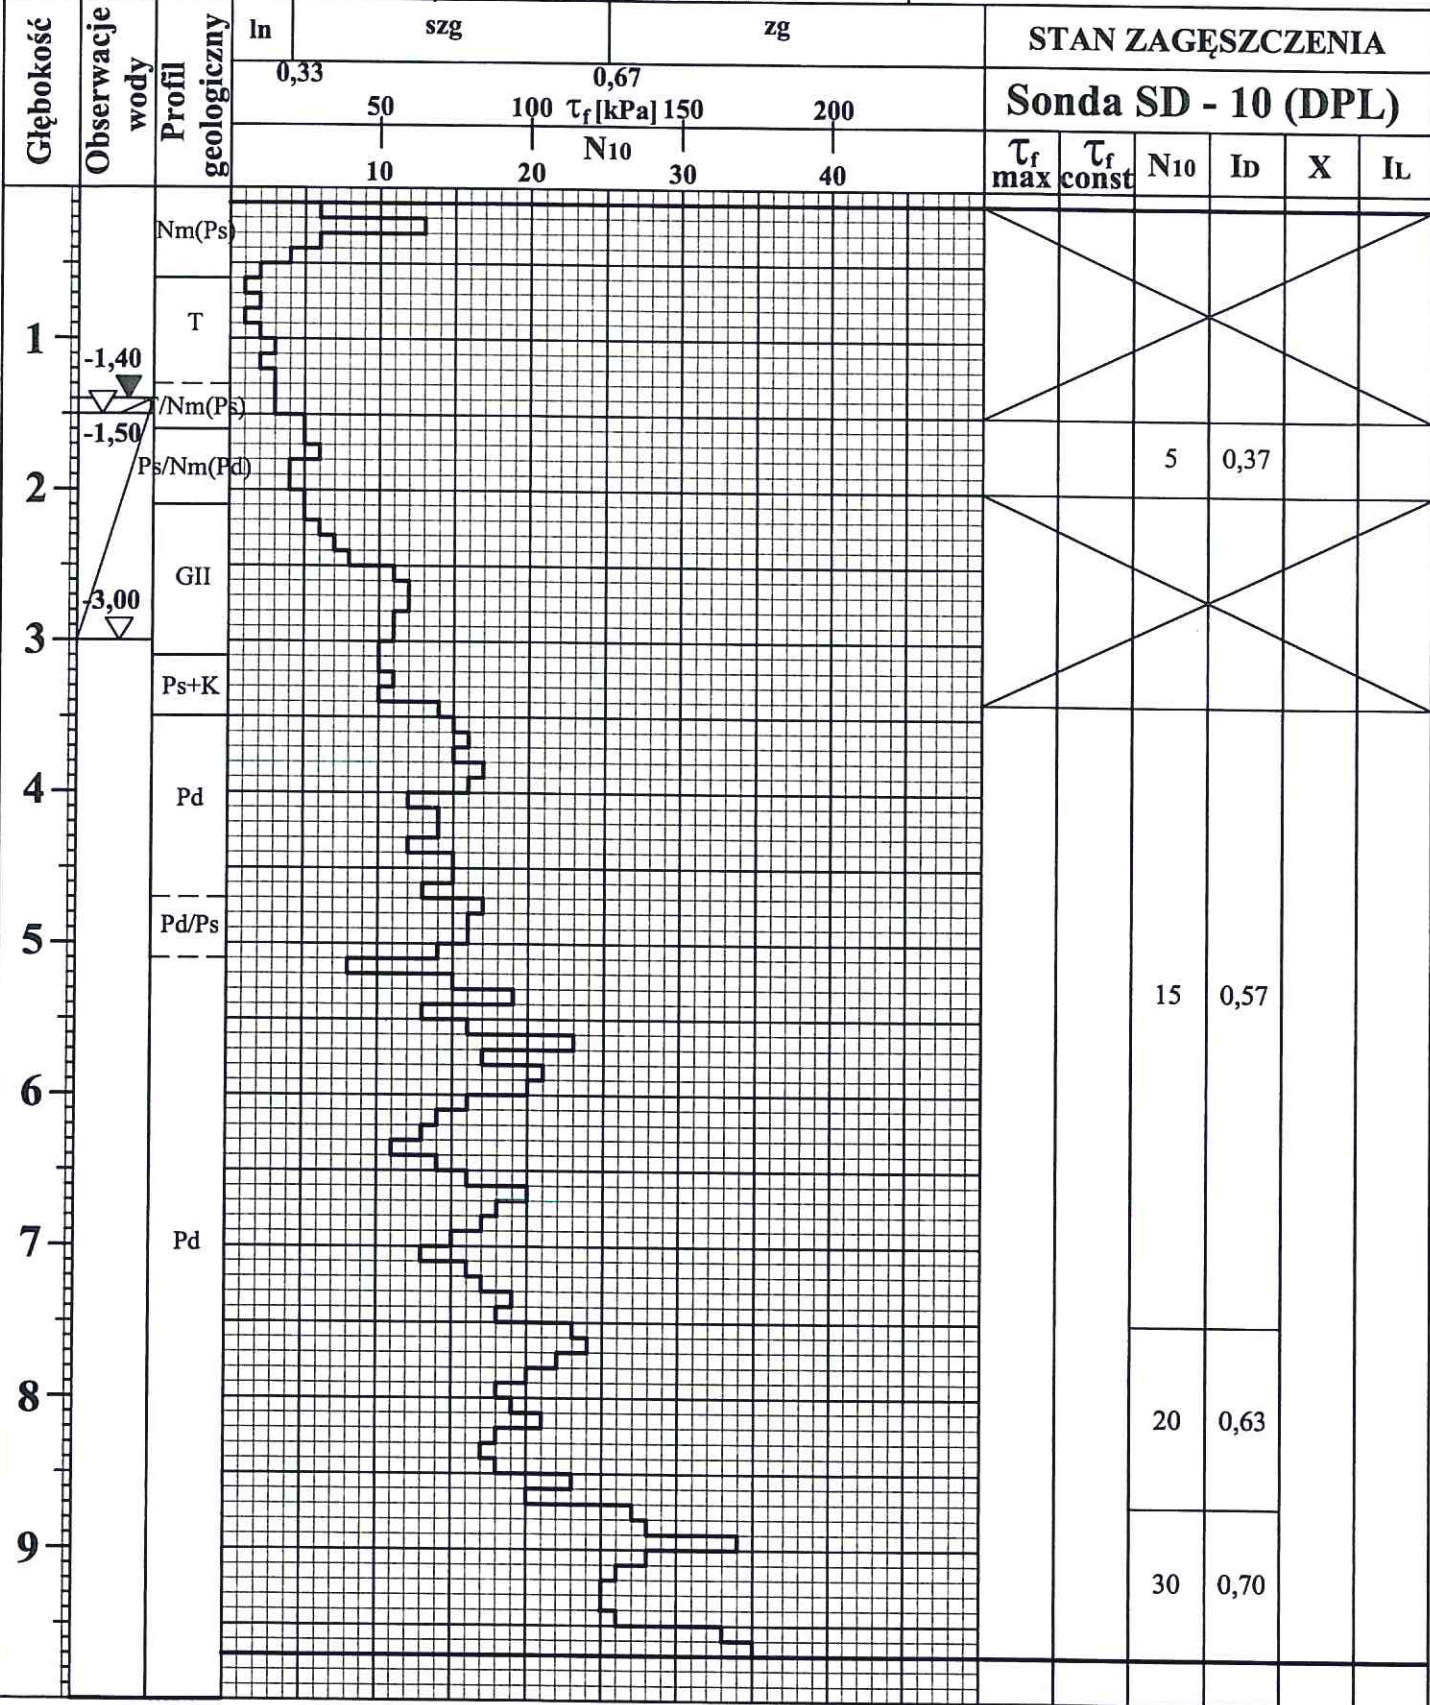 Głębokość
Obserwacje
wody
Profil
geologiczny
ln szg zg
0,33 0,67
50 100 τf [kPa] 150 200
N10
10 20 30 40
STAN ZAGĘSZCZENIA
Sonda SD - 10 (DPL)
τf max τf const N10 ID X IL
Nm(Ps)
T
1
-1,40
/Nm(Ps)
-1,50
5 0,37
Ps/Nm(Pd)
2
GII
-3,00
3
Ps+K
4
Pd
Pd/Ps
5
15 0,57
6
7
Pd
8
20 0,63
9
30 0,70